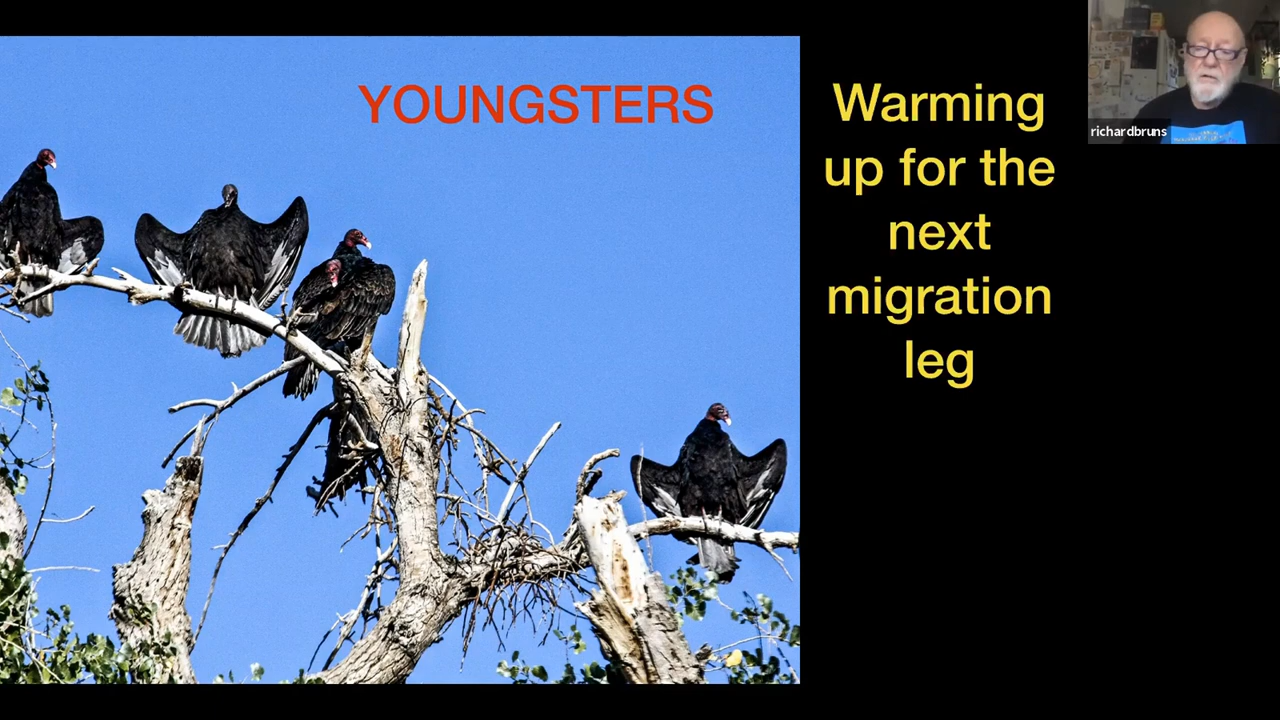 YOUNGSTERS
Warming
up for the
next
migration
leg
richardbruns